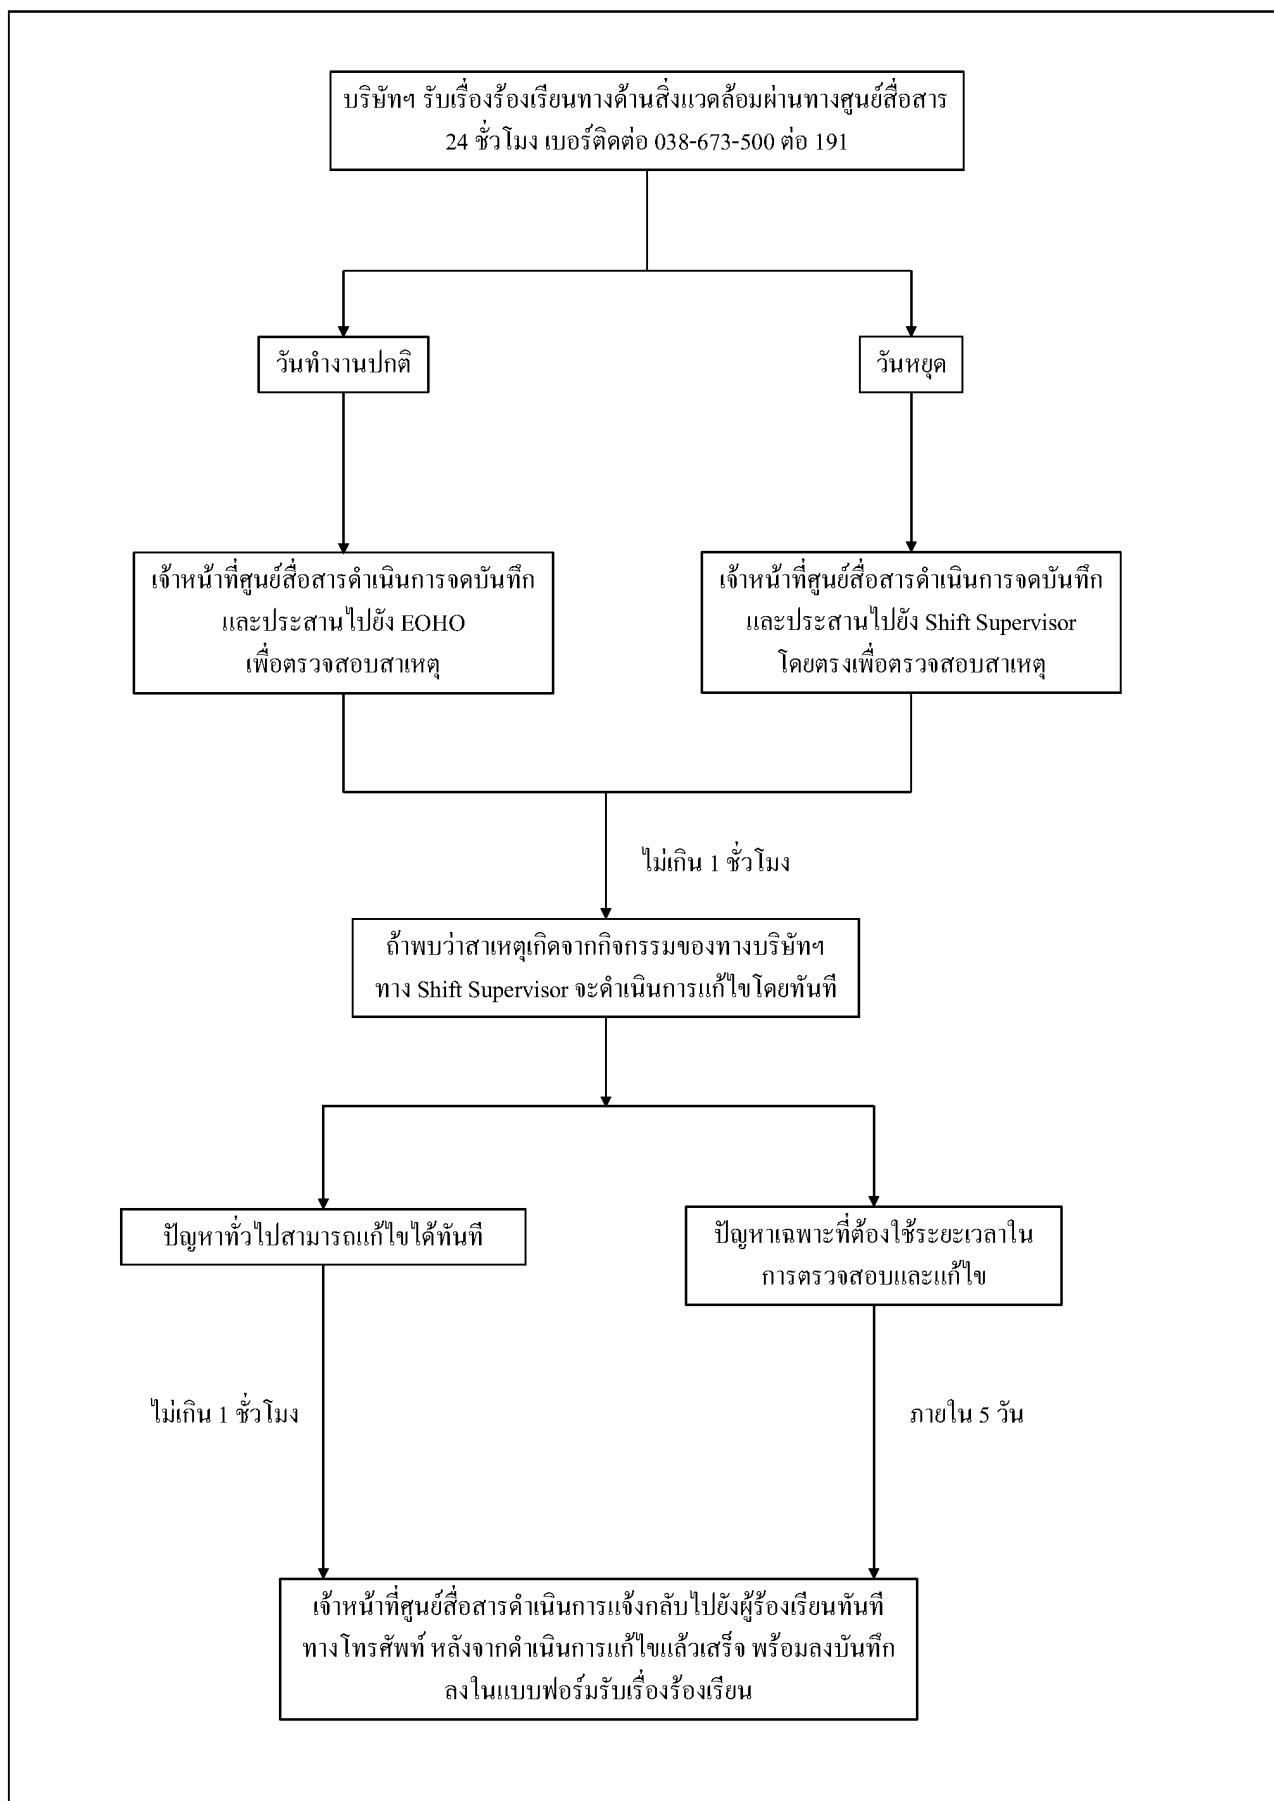 บริษัทฯ รับเรื่องร้องเรียนทางด้านสิ่งแวดล้อมผ่านทางศูนย์สื่อสาร
24 ชั่วโมง เบอร์ติดต่อ 038-673-500 ต่อ 191
วันทำงานปกติ
วันหยุด
เจ้าหน้าที่ศูนย์สื่อสารดำเนินการจดบันทึก
และประสานไปยัง EOHO
เพื่อตรวจสอบสาเหตุ
เจ้าหน้าที่ศูนย์สื่อสารดำเนินการจดบันทึก
และประสานไปยัง Shift Supervisor
โดยตรงเพื่อตรวจสอบสาเหตุ
ไม่เกิน 1 ชั่วโมง
ถ้าพบว่าสาเหตุเกิดจากกิจกรรมของทางบริษัทฯ
ทาง Shift Supervisor จะดำเนินการแก้ไขโดยทันที
ปัญหาทั่วไปสามารถแก้ไขได้ทันที
ปัญหาเฉพาะที่ต้องใช้ระยะเวลาใน
การตรวจสอบและแก้ไข
ไม่เกิน 1 ชั่วโมง
ภายใน 5 วัน
เจ้าหน้าที่ศูนย์สื่อสารดำเนินการแจ้งกลับไปยังผู้ร้องเรียนทันที
ทางโทรศัพท์ หลังจากดำเนินการแก้ไขแล้วเสร็จ พร้อมลงบันทึก
ลงในแบบฟอร์มรับเรื่องร้องเรียน